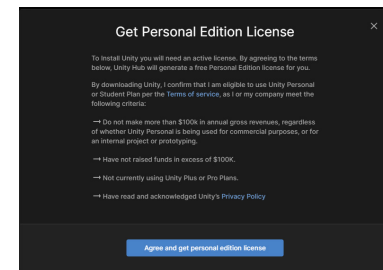 Get Personal Edition License
To Install Unity you will need an active license. By agreeing to the terms
below, Unity Hub will generate a free Personal Edition license for you.
By downloading Unity, I confirm that I am eligible to use Unity Personal
or Student Plan per the Terms of service, as I or my company meet the
following criteria:
→ Do not make more than $100k in annual gross revenues, regardless
of whether Unity Personal is being used for commercial purposes, or for
an internal project or prototyping.
→ Have not raised funds in excess of $100K.
→ Not currently using Unity Plus or Pro Plans.
→ Have read and acknowledged Unity's Privacy Policy
Agree and get personal edition license